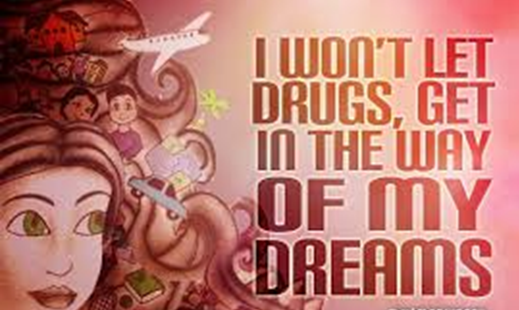 I WON'T LET
DRUGS, GET
IN THE WAY
OF MY
DREAMS